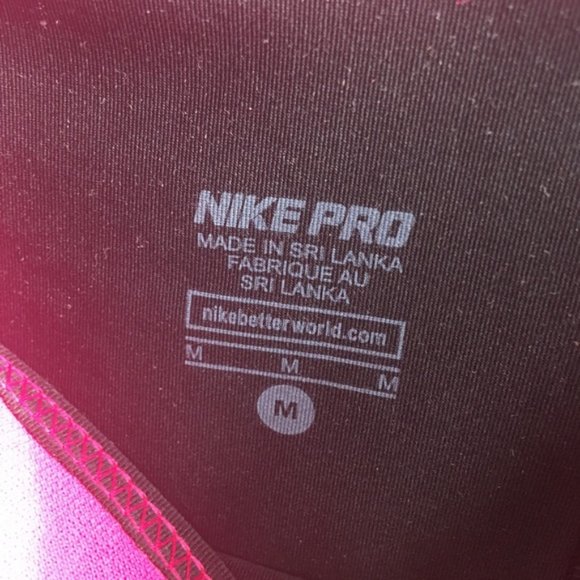 NIKE PRO
MADE IN SRI LANKA
FABRIQUE AU
SRI LANKA
nikebetterworld.com
M M M
M